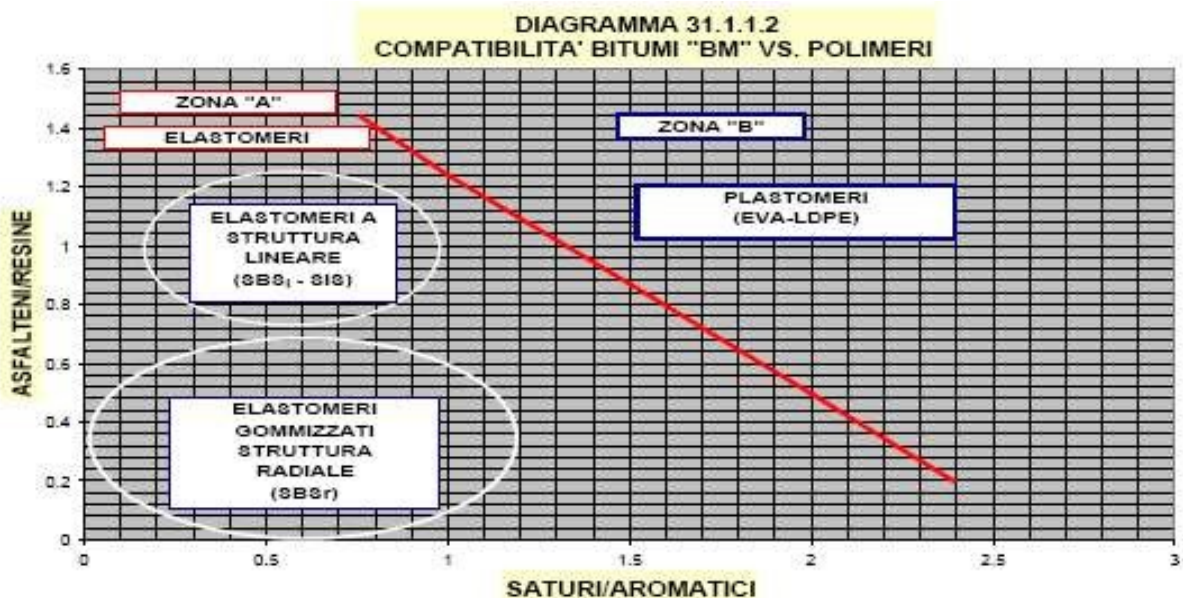 DIAGRAMMA 31.1.1.2
COMPATIBILITA' BITUMI "BM" VS. POLIMERI
1.6
1.4
1.2
1
0.8
0.6
0.4
0.2
0
ASFALTENI/RESINE
ZONA "A"
ELASTOMERI
ZONA "B"
PLASTOMERI
(EVA-LDPE)
ELASTOMERI A
STRUTTURA
LINEARE
(SBSl - SIS)
ELASTOMERI
GOMMIZZATI
STRUTTURA
RADIALE
(SBSr)
0 0.5 1 1.5 2 2.5 3
SATURI/AROMATICI